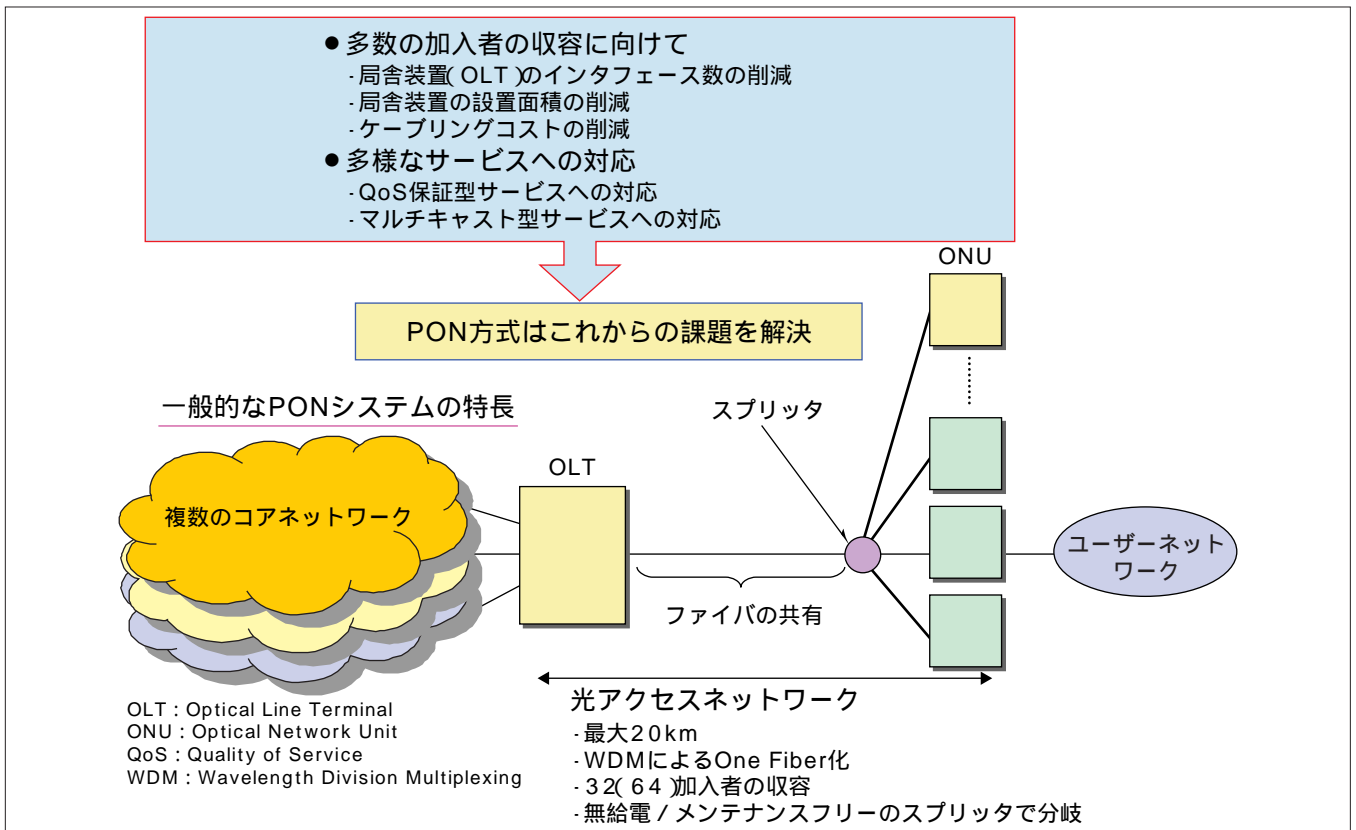 ●多数の加入者の収容に向けて
-局舎装置(OLT)のインタフェース数の削減
-局舎装置の設置面積の削減
-ケーブリングコストの削減
●多様なサービスへの対応
-QoS保証型サービスへの対応
-マルチキャスト型サービスへの対応
PON方式はこれからの課題を解決
ONU
一般的なPONシステムの特長
スプリッタ
OLT
複数のコアネットワーク
ユーザーネット
ワーク
ファイバの共有
光アクセスネットワーク
-最大20km
-WDMによるOne Fiber化
-32(64)加入者の収容
-無給電/メンテナンスフリーのスプリッタで分岐
OLT : Optical Line Terminal
ONU : Optical Network Unit
QoS : Quality of Service
WDM : Wavelength Division Multiplexing